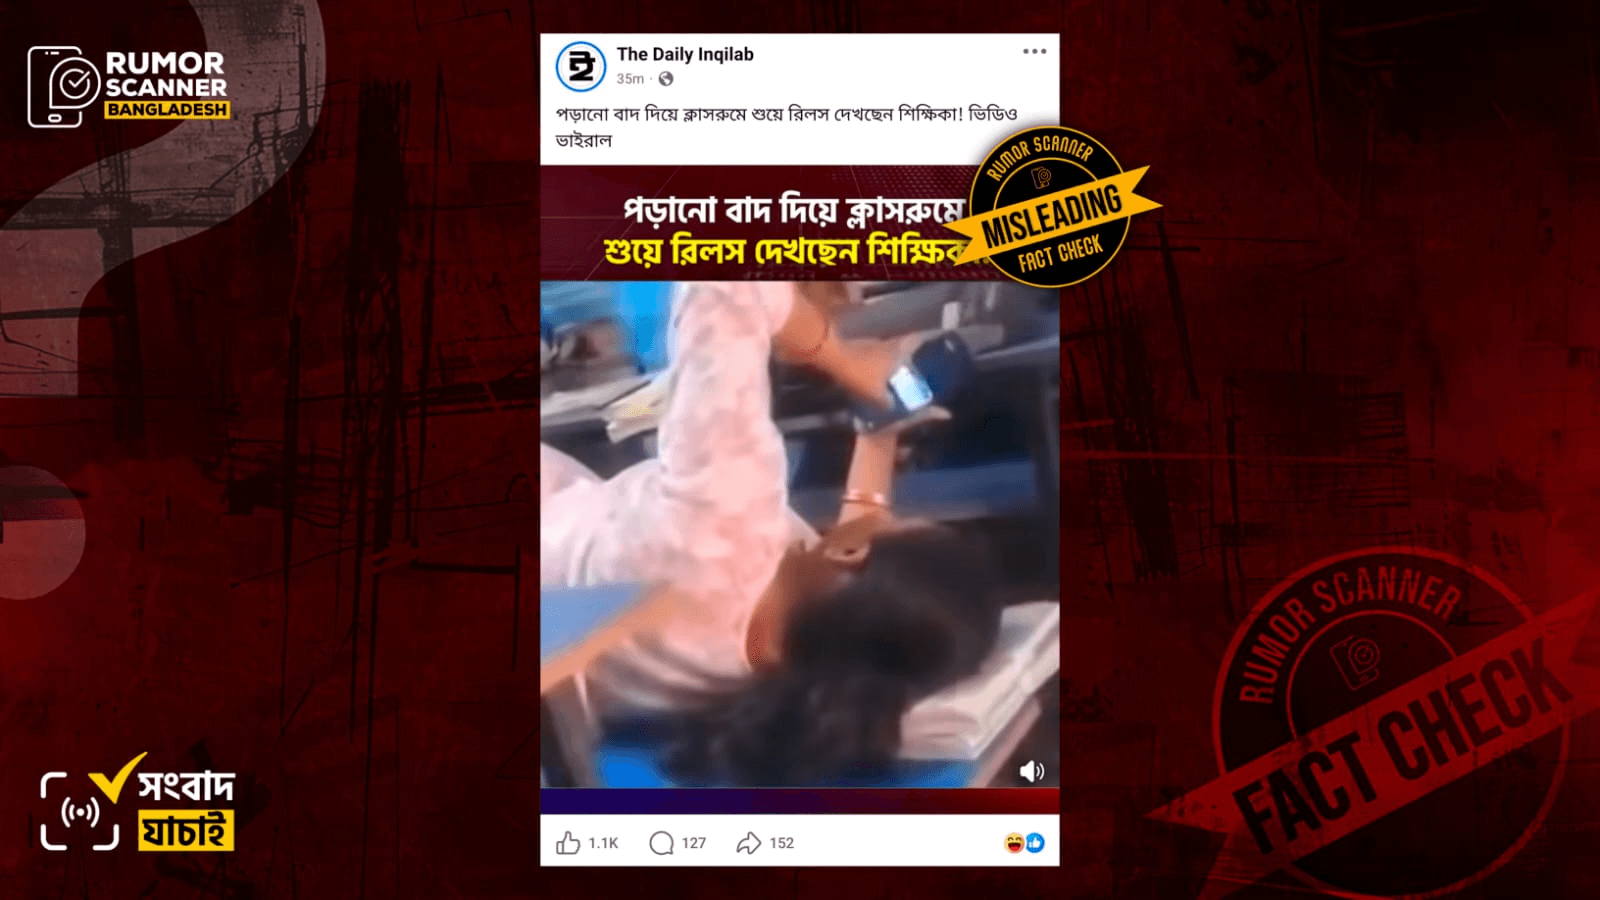 RUMOR
SCANNER
BANGLADESH
The Daily Inqilab
35m
পড়ানো বাদ দিয়ে ক্লাসরুমে শুয়ে রিলস দেখছেন শিক্ষিকা! ভিডিও
ভাইরাল
পড়ানো বাদ দিয়ে ক্লাসরুমে
শুয়ে রিলস দেখছেন
RUMOR SCANNER
MISLEADING
FACT CHECK
1.1K 127 152
RUMOR SCANNER
FACT CHECK
সংবাদ
যাচাই